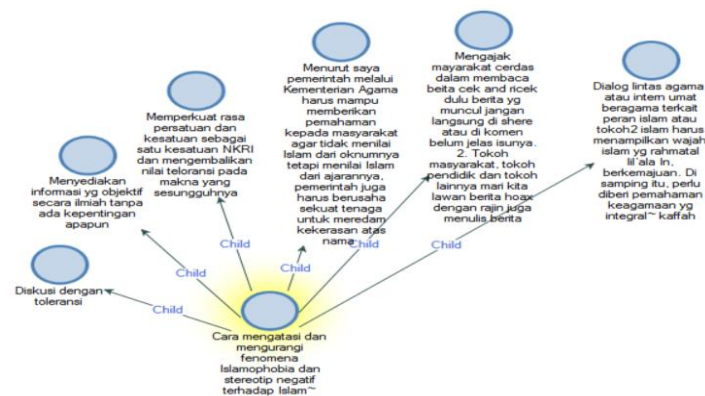 Menurut saya
pemerintah melalui
Kementerian Agama
harus mampu
memberikan
pemahaman
kepada masyarakat
agar tidak menilai
Islam dari oknumnya
tetapi menilai Islam
dari ajarannya,
pemerintah juga
harus berusaha
sekuat tenaga
untuk meredam
kekerasan atas
nama
Mengajak
mayarakat cerdas
dalam membaca
beita cek and ricek
dulu berita yg
muncul jangan
langsung di shere
atau di komen
belum jelas isunya.
2. Tokoh
masyarakat, tokoh
pendidik dan tokoh
lainnya mari kita
lawan berita hoax
dengan rajin juga
menulis berita
Dialog lintas agama
atau intern umat
beragama terkait
peran islam atau
tokoh2 islam harus
menampilkan wajah
islam yg rahmatal
lil`ala In,
berkemajuan. Di
samping itu, perlu
diberi pemahaman
keagamaan yg
integral~ kaffah
Memperkuat rasa
persatuan dan
kesatuan sebagai
satu kesatuan NKRI
dan mengembalikan
nilai teloransi pada
makna yang
sesungguhnya
Menyediakan
informasi yg objektif
secara ilmiah tanpa
ada kepentingan
apapun
Diskusi dengan
toleransi
Child
Child
Child
Child
Child
Child
Cara mengatasi dan
mengurangi
fenomena
Islamophobia dan
stereotip negatif
terhadap Islam~